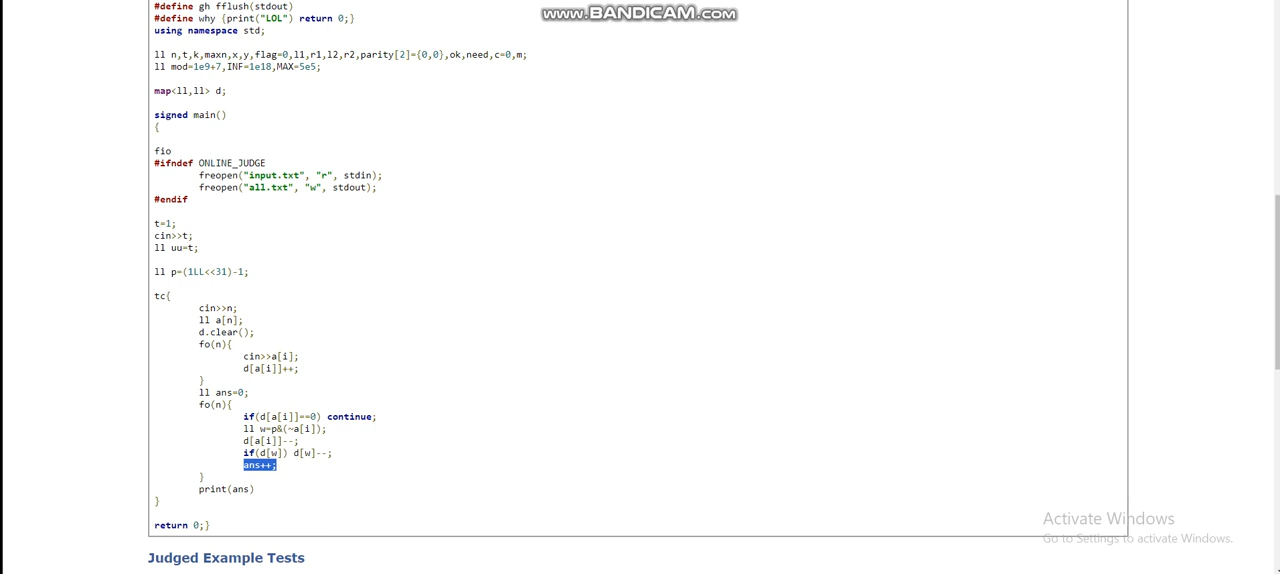 #define gh fflush(stdout)
www.BANDICAM.com
#define why {print("LOL") return 0;}
using namespace std;
ll n,t,k,maxn,x,y,flag=0,l1,r1,l2,r2,parity[2]={0,0},ok,need,c=0,m;
ll mod=1e9+7,INF=1e18,MAX=5e5;
map<ll,ll> d;
signed main()
{
fio
#ifndef ONLINE_JUDGE
freopen("input.txt", "r", stdin);
freopen("all.txt", "w", stdout);
#endif
t=1;
cin>>t;
ll uu=t;
ll p=(1LL<<31)-1;
tc{
cin>>n;
ll a[n];
d.clear();
fo(n){
cin>>a[i];
d[a[i]]++;
}
ll ans=0;
fo(n){
if(d[a[i]]==0) continue;
ll w=p&(~a[i]);
d[a[i]]--;
if(d[w]) d[w]--;
ans++;
}
print(ans)
}
return 0;}
Activate Windows
Go to Settings to activate Windows.
Judged Example Tests